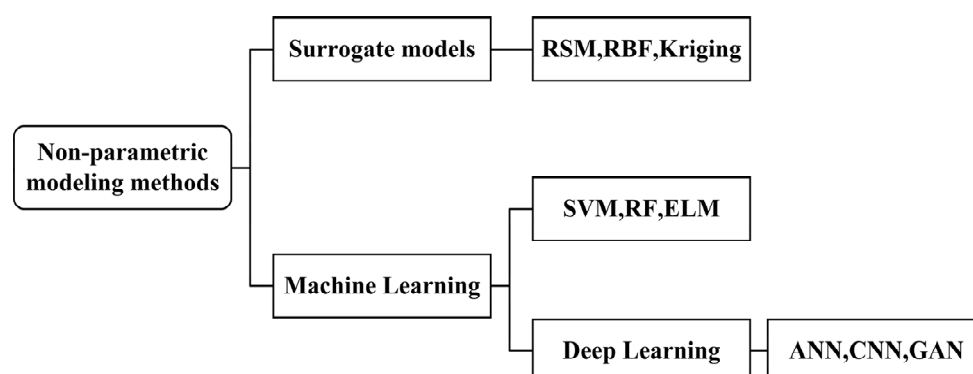 Surrogate models
RSM,RBF,Kriging
Non-parametric
modeling methods
SVM,RF,ELM
Machine Learning
Deep Learning
ANN,CNN,GAN